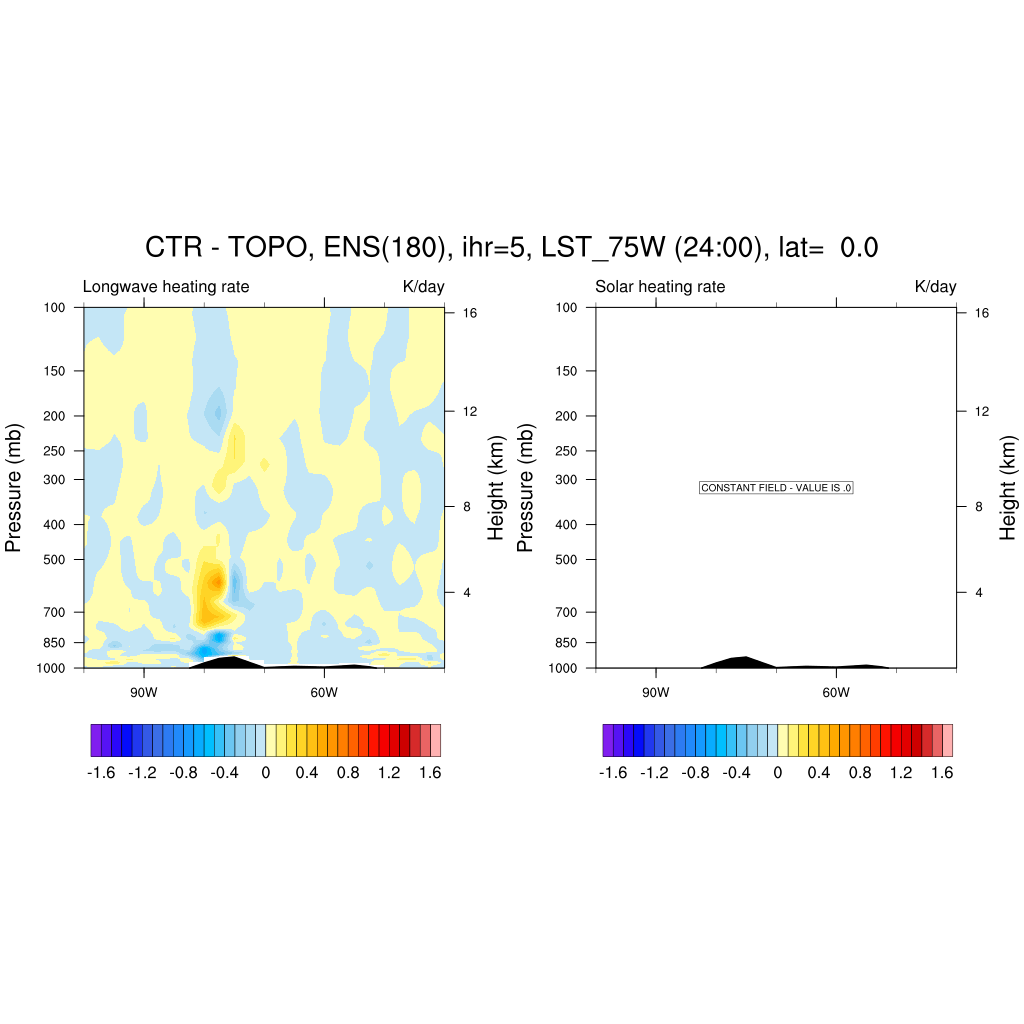 CTR - TOPO, ENS(180), ihr=5, LST_75W (24:00), lat=  0.0
Longwave heating rate K/day
100
150
200
250
300
400
500
700
850
1000
Pressure (mb)
16
12
8
4
Height (km)
90W 60W
-1.6 -1.2 -0.8 -0.4 0 0.4 0.8 1.2 1.6
Solar heating rate K/day
100
150
200
250
300
400
500
700
850
1000
Pressure (mb)
CONSTANT FIELD - VALUE IS .0
16
12
8
4
Height (km)
90W 60W
-1.6 -1.2 -0.8 -0.4 0 0.4 0.8 1.2 1.6